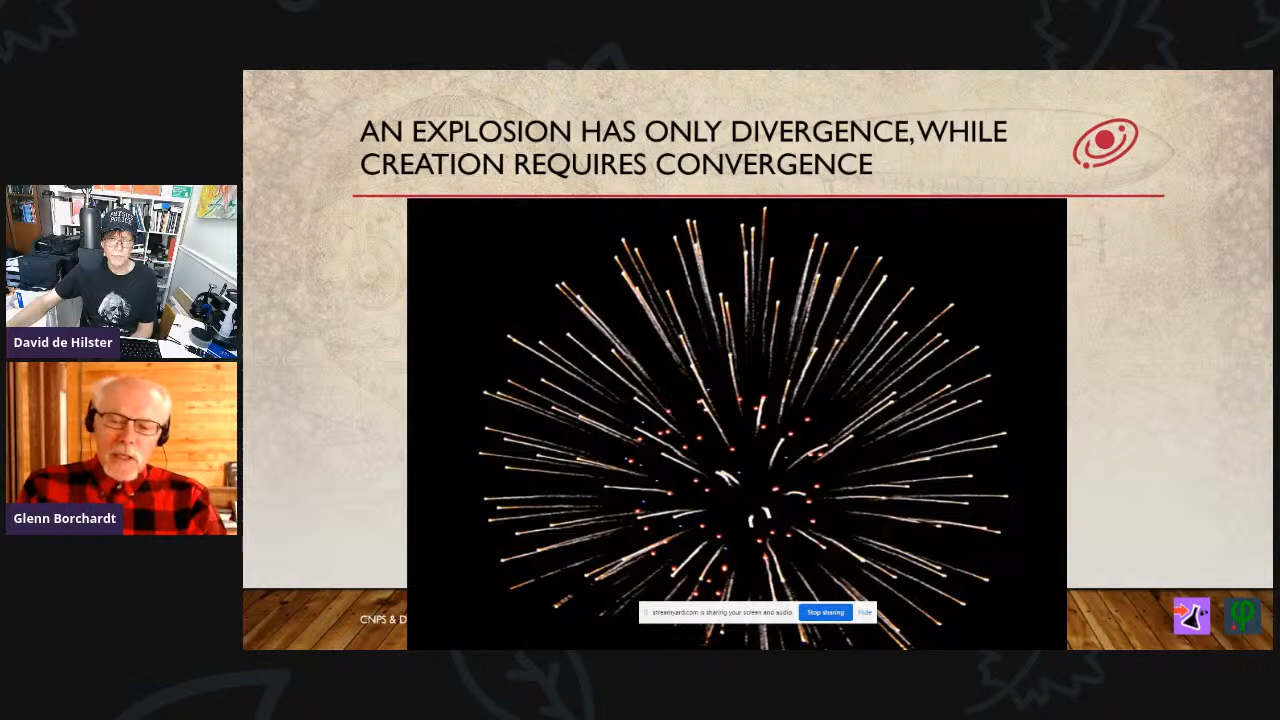 AN EXPLOSION HAS ONLY DIVERGENCE, WHILE
CREATION REQUIRES CONVERGENCE
David de Hilster
Glenn Borchardt
streamyard.com is sharing your screen and audio.
Stop sharing
Hide
CNPS & D